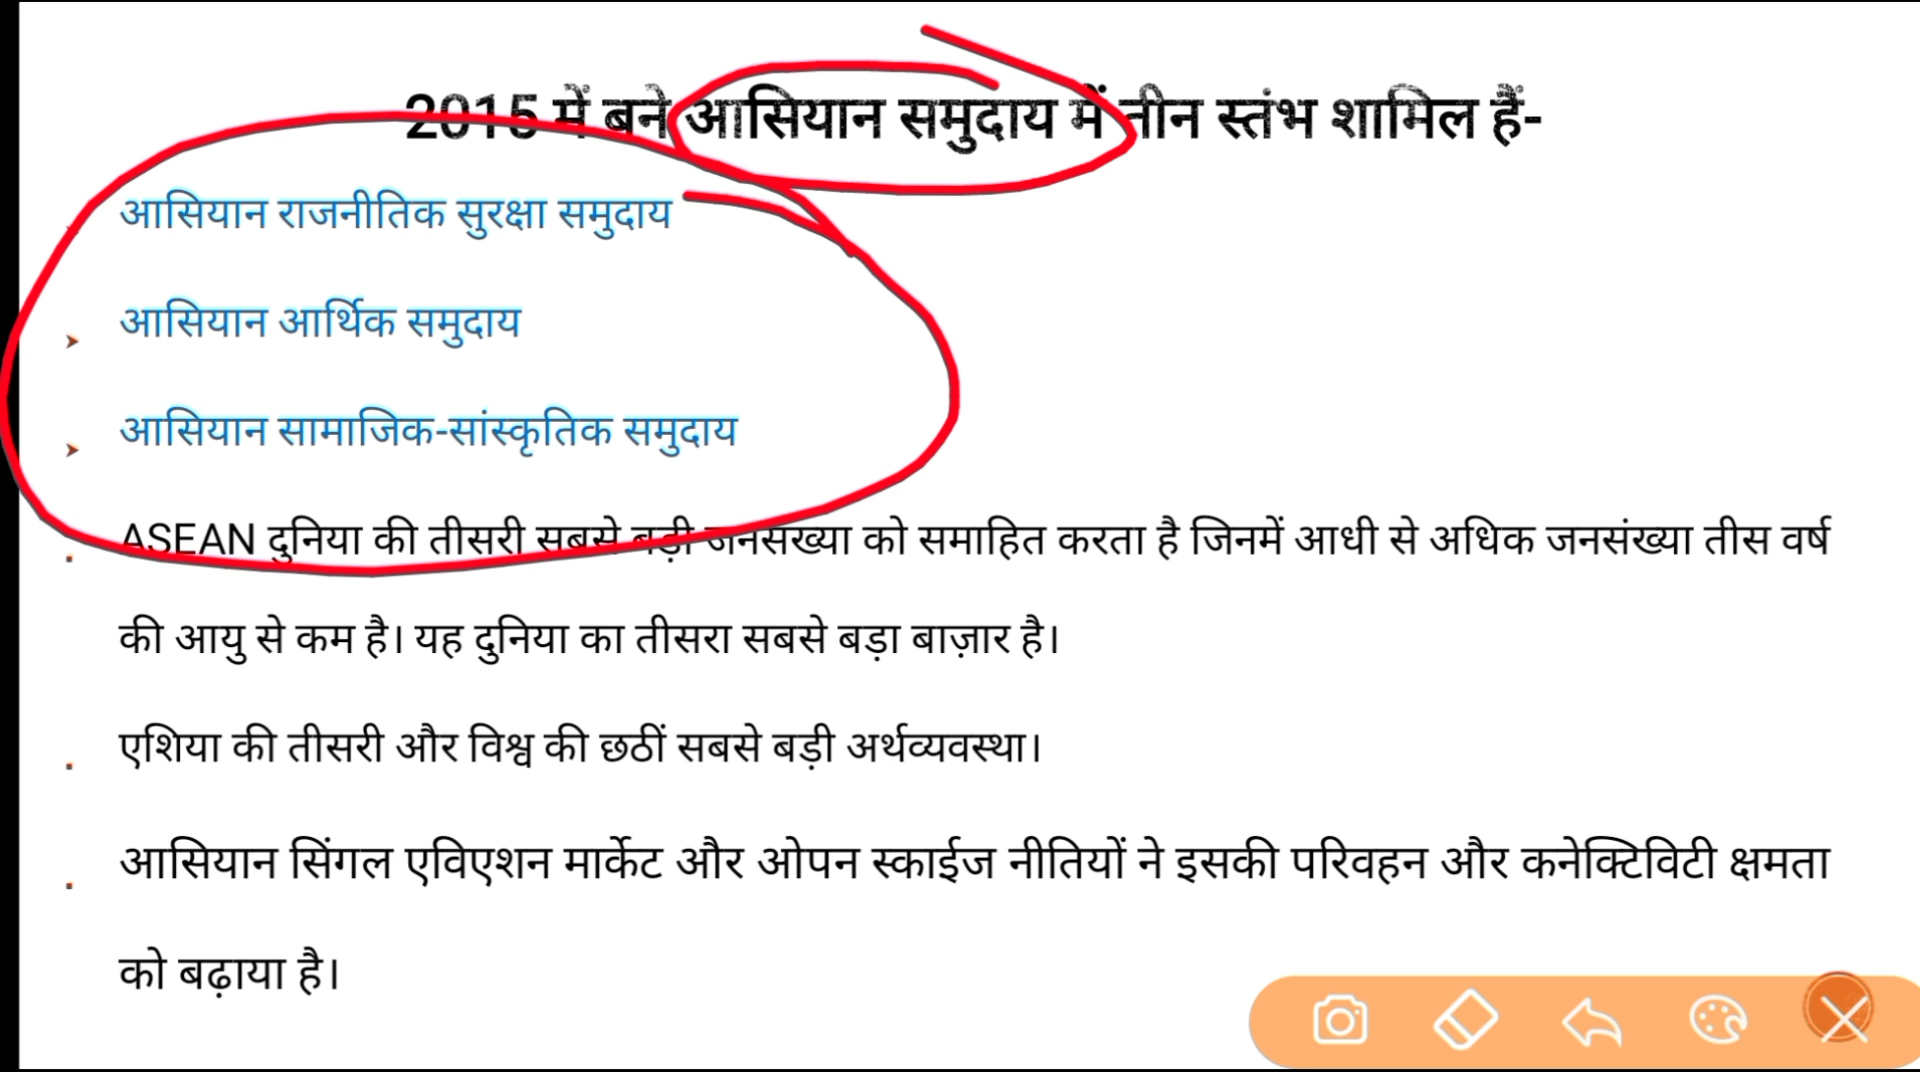 2015 में बने आसियान समुदाय में तीन स्तंभ शामिल हैं-
आसियान राजनीतिक सुरक्षा समुदाय
आसियान आर्थिक समुदाय
आसियान सामाजिक-सांस्कृतिक समुदाय
ASEAN दुनिया की तीसरी सबसे बड़ी जनसंख्या को समाहित करता है जिनमें आधी से अधिक जनसंख्या तीस वर्ष
की आयु से कम है। यह दुनिया का तीसरा सबसे बड़ा बाज़ार है।
एशिया की तीसरी और विश्व की छठीं सबसे बड़ी अर्थव्यवस्था।
आसियान सिंगल एविएशन मार्केट और ओपन स्काईज नीतियों ने इसकी परिवहन और कनेक्टिविटी क्षमता
को बढ़ाया है।